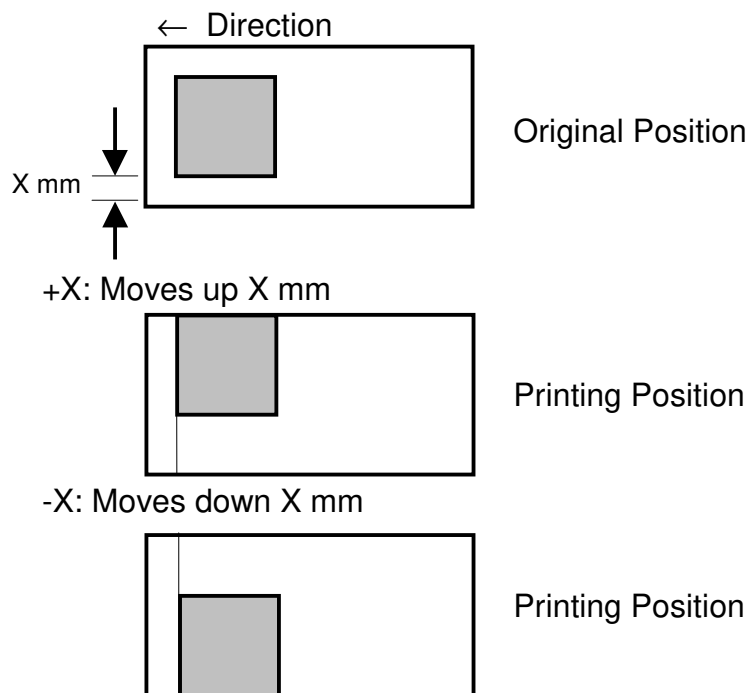 ← Direction
Original Position
X mm
+X: Moves up X mm
Printing Position
-X: Moves down X mm
Printing Position